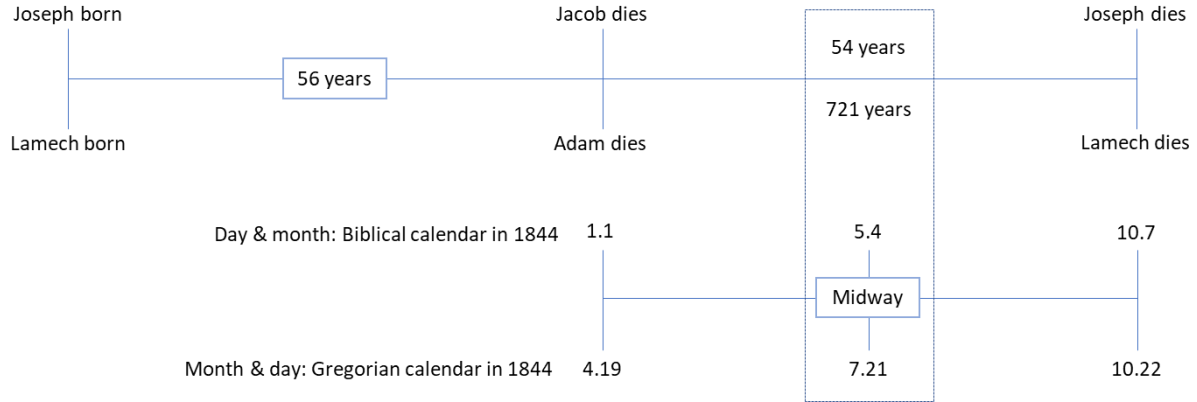 Joseph born
Jacob dies
Joseph dies
54 years
56 years
721 years
Lamech born
Adam dies
Lamech dies
Day & month: Biblical calendar in 1844
1.1
5.4
10.7
Midway
Month & day: Gregorian calendar in 1844
4.19
7.21
10.22